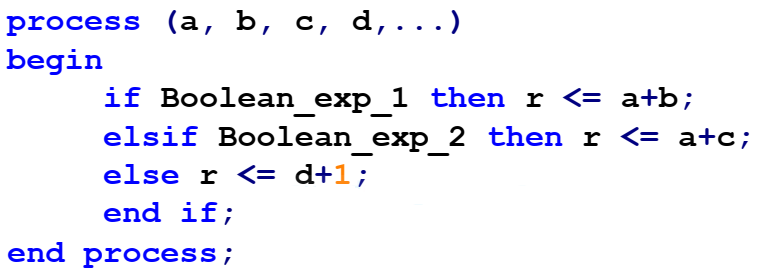 process (a, b, c, d,...)
begin
if Boolean_exp_1 then r <= a+b;
elsif Boolean_exp_2 then r <= a+c;
else r <= d+1;
end if;
end process;